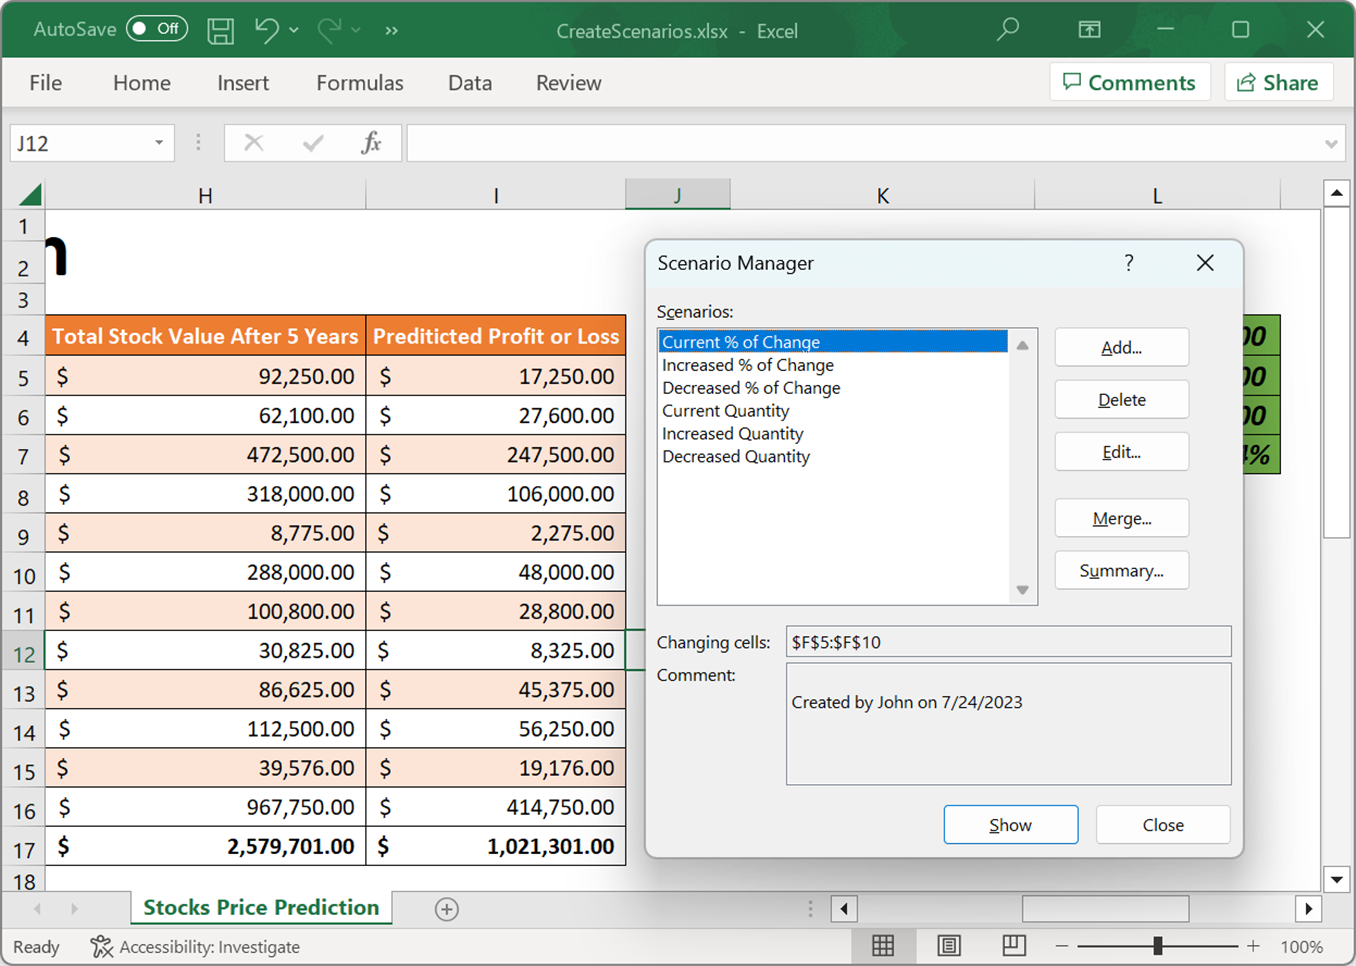 AutoSave Off CreateScenarios.xlsx - Excel
File Home Insert Formulas Data Review Comments Share
J12 fx
H I J K L
1
2
3
4 Total Stock Value After 5 Years Prediticted Profit or Loss
5 $ 92,250.00 $ 17,250.00
6 $ 62,100.00 $ 27,600.00
7 $ 472,500.00 $ 247,500.00
8 $ 318,000.00 $ 106,000.00
9 $ 8,775.00 $ 2,275.00
10 $ 288,000.00 $ 48,000.00
11 $ 100,800.00 $ 28,800.00
12 $ 30,825.00 $ 8,325.00
13 $ 86,625.00 $ 45,375.00
14 $ 112,500.00 $ 56,250.00
15 $ 39,576.00 $ 19,176.00
16 $ 967,750.00 $ 414,750.00
17 $ 2,579,701.00 $ 1,021,301.00
18
Scenario Manager ?
Scenarios:
Current % of Change
Increased % of Change
Decreased % of Change
Current Quantity
Increased Quantity
Decreased Quantity
Add...
Delete
Edit...
Merge...
Summary...
Changing cells: $F$5:$F$10
Comment:
Created by John on 7/24/2023
Show Close
Stocks Price Prediction
Ready Accessibility: Investigate 100%